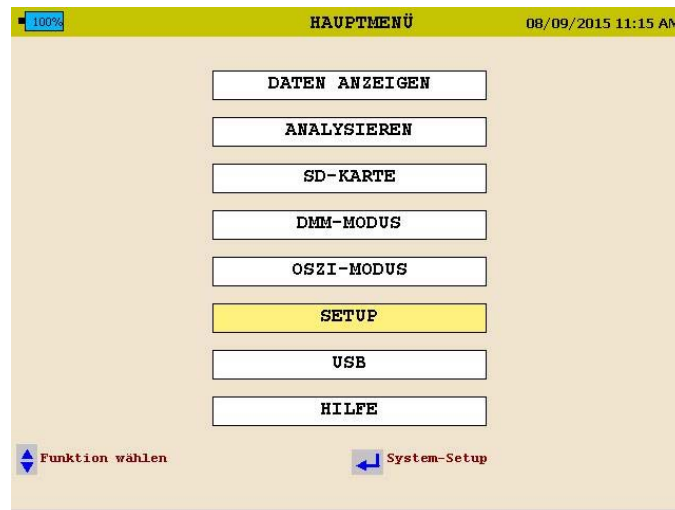 100%
HAUPTMENÜ
08/09/2015 11:15 AM
DATEN ANZEIGEN
ANALYSIEREN
SD-KARTE
DMM-MODUS
OSZI-MODUS
SETUP
USB
HILFE
Funktion wählen
System-Setup